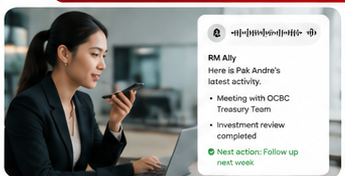 RM Ally
Here is Pak Andre's
latest activity.
• Meeting with OCBC
Treasury Team
• Investment review
completed
Next action: Follow up
next week